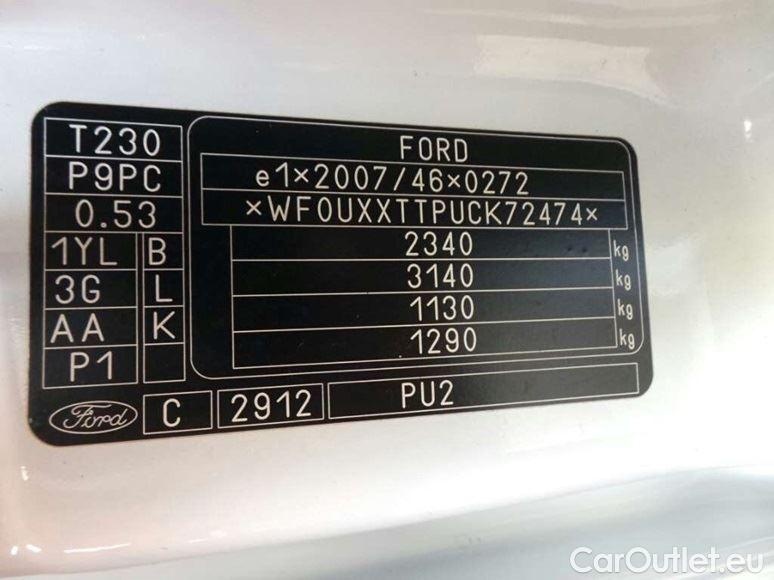 T230
P9PC
0.53
1YL B
3G L
AA K
P1
FORD
e1×2007/46×0272
×WF0UXXTTPUCK72474×
2340 kg
3140 kg
1130 kg
1290 kg
Ford C 2912 PU2
CarOutlet.eu